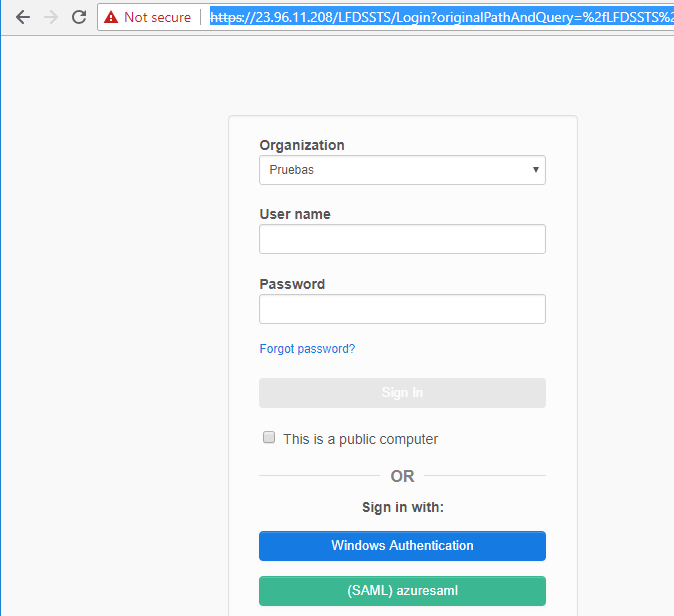 Not secure
https://23.96.11.208/LFDSSTS/Login?originalPathAndQuery=%2fLFDSSTS%2
Organization
Pruebas
User name
Password
Forgot password?
Sign In
This is a public computer
OR
Sign in with:
Windows Authentication
(SAML) azuresaml